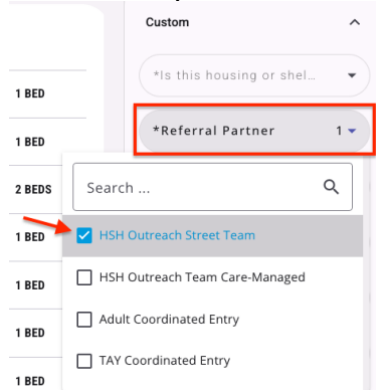 Custom
*Is this housing or shel...
1 BED
*Referral Partner 1
1 BED
2 BEDS
Search ...
1 BED
HSH Outreach Street Team
1 BED
HSH Outreach Team Care-Managed
1 BED
Adult Coordinated Entry
1 BED
TAY Coordinated Entry